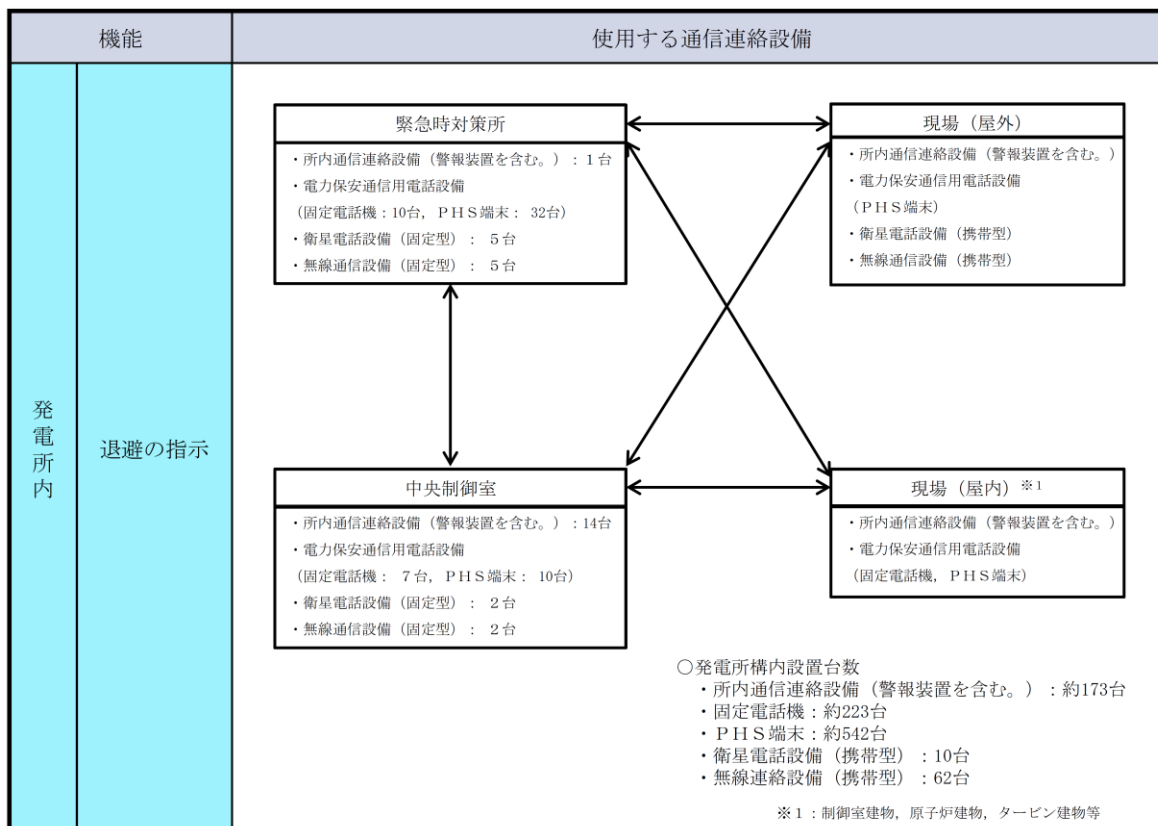 機能
使用する通信連絡設備
発電所内
退避の指示
緊急時対策所
・所内通信連絡設備（警報装置を含む。）：1台
・電力保安通信用電話設備
（固定電話機：10台，ＰＨＳ端末： 32台）
・衛星電話設備（固定型）： 5台
・無線通信設備（固定型）： 5台
現場（屋外）
・所内通信連絡設備（警報装置を含む。）
・電力保安通信用電話設備
（ＰＨＳ端末）
・衛星電話設備（携帯型）
・無線通信設備（携帯型）
中央制御室
・所内通信連絡設備（警報装置を含む。）：14台
・電力保安通信用電話設備
（固定電話機： 7台，ＰＨＳ端末： 10台）
・衛星電話設備（固定型）： 2台
・無線通信設備（固定型）： 2台
現場（屋内）※1
・所内通信連絡設備（警報装置を含む。）
・電力保安通信用電話設備
（固定電話機，ＰＨＳ端末）
○発電所構内設置台数
・所内通信連絡設備（警報装置を含む。）：約173台
・固定電話機：約223台
・ＰＨＳ端末：約542台
・衛星電話設備（携帯型）：10台
・無線連絡設備（携帯型）：62台
※1：制御室建物，原子炉建物，タービン建物等